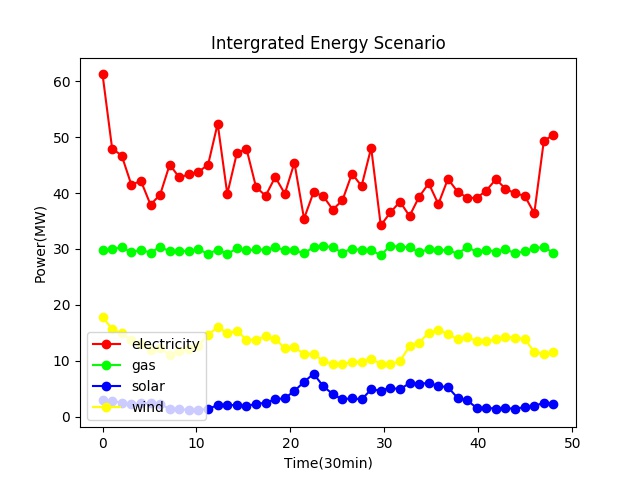 Intergrated Energy Scenario
Power(MW)
60
50
40
30
20
10
0
electricity
gas
solar
wind
0 10 20 30 40 50
Time(30min)